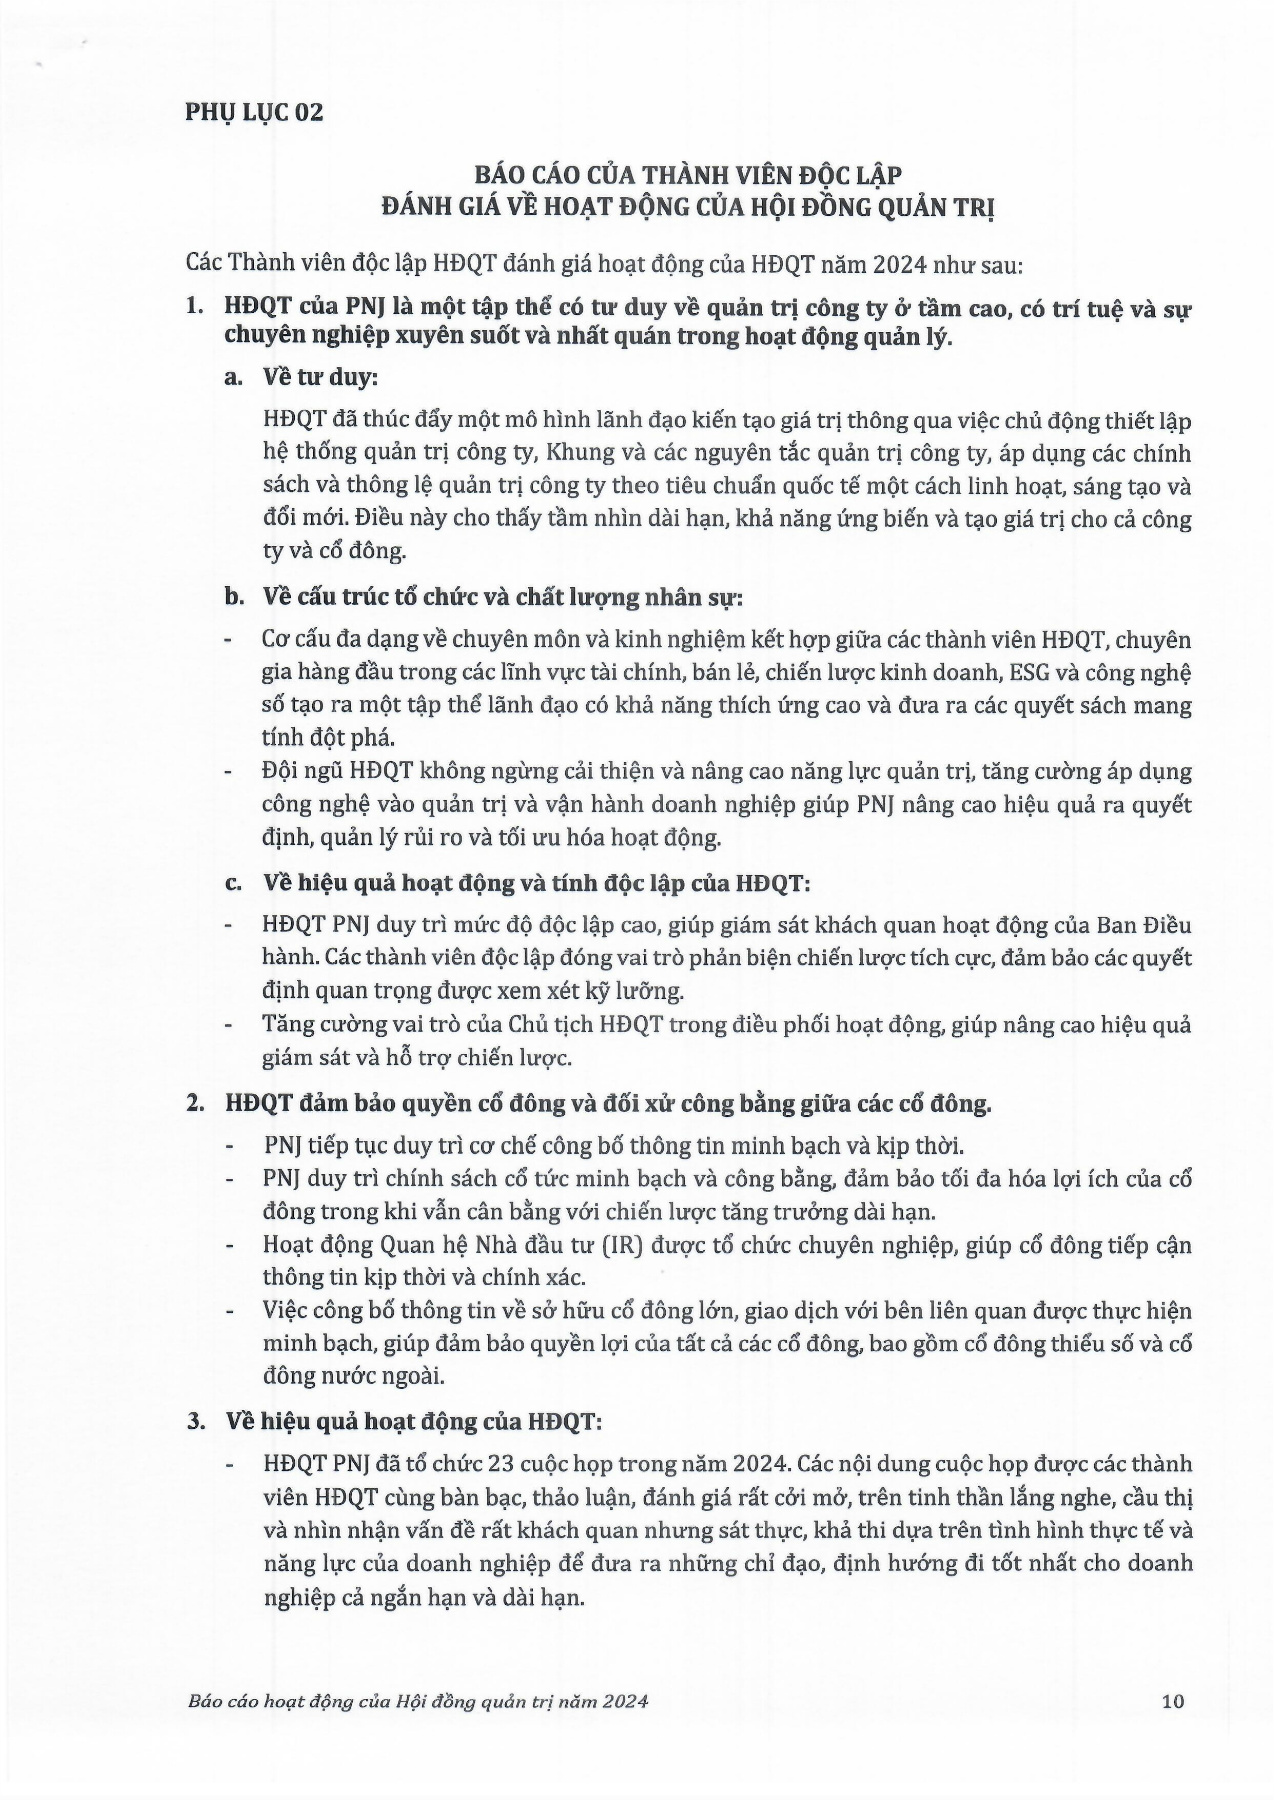 PHỤ LỤC 02
BÁO CÁO CỦA THÀNH VIÊN ĐỘC LẬP
ĐÁNH GIÁ VỀ HOẠT ĐỘNG CỦA HỘI ĐỒNG QUẢN TRỊ
Các Thành viên độc lập HĐQT đánh giá hoạt động của HĐQT năm 2024 như sau:
1. HĐQT của PNJ là một tập thể có tư duy về quản trị công ty ở tầm cao, có trí tuệ và sự
chuyên nghiệp xuyên suốt và nhất quán trong hoạt động quản lý.
a. Về tư duy:
HĐQT đã thúc đẩy một mô hình lãnh đạo kiến tạo giá trị thông qua việc chủ động thiết lập
hệ thống quản trị công ty, Khung và các nguyên tắc quản trị công ty, áp dụng các chính
sách và thông lệ quản trị công ty theo tiêu chuẩn quốc tế một cách linh hoạt, sáng tạo và
đổi mới. Điều này cho thấy tầm nhìn dài hạn, khả năng ứng biến và tạo giá trị cho cả công
ty và cổ đông.
b. Về cấu trúc tổ chức và chất lượng nhân sự:
- Cơ cấu đa dạng về chuyên môn và kinh nghiệm kết hợp giữa các thành viên HĐQT, chuyên
gia hàng đầu trong các lĩnh vực tài chính, bán lẻ, chiến lược kinh doanh, ESG và công nghệ
số tạo ra một tập thể lãnh đạo có khả năng thích ứng cao và đưa ra các quyết sách mang
tính đột phá.
- Đội ngũ HĐQT không ngừng cải thiện và nâng cao năng lực quản trị, tăng cường áp dụng
công nghệ vào quản trị và vận hành doanh nghiệp giúp PNJ nâng cao hiệu quả ra quyết
định, quản lý rủi ro và tối ưu hóa hoạt động.
c. Về hiệu quả hoạt động và tính độc lập của HĐQT:
- HĐQT PNJ duy trì mức độ độc lập cao, giúp giám sát khách quan hoạt động của Ban Điều
hành. Các thành viên độc lập đóng vai trò phản biện chiến lược tích cực, đảm bảo các quyết
định quan trọng được xem xét kỹ lưỡng.
- Tăng cường vai trò của Chủ tịch HĐQT trong điều phối hoạt động, giúp nâng cao hiệu quả
giám sát và hỗ trợ chiến lược.
2. HĐQT đảm bảo quyền cổ đông và đối xử công bằng giữa các cổ đông.
- PNJ tiếp tục duy trì cơ chế công bố thông tin minh bạch và kịp thời.
- PNJ duy trì chính sách cổ tức minh bạch và công bằng, đảm bảo tối đa hóa lợi ích của cổ
đông trong khi vẫn cân bằng với chiến lược tăng trưởng dài hạn.
- Hoạt động Quan hệ Nhà đầu tư (IR) được tổ chức chuyên nghiệp, giúp cổ đông tiếp cận
thông tin kịp thời và chính xác.
- Việc công bố thông tin về sở hữu cổ đông lớn, giao dịch với bên liên quan được thực hiện
minh bạch, giúp đảm bảo quyền lợi của tất cả các cổ đông, bao gồm cổ đông thiểu số và cổ
đông nước ngoài.
3. Về hiệu quả hoạt động của HĐQT:
- HĐQT PNJ đã tổ chức 23 cuộc họp trong năm 2024. Các nội dung cuộc họp được các thành
viên HĐQT cùng bàn bạc, thảo luận, đánh giá rất cởi mở, trên tinh thần lắng nghe, cầu thị
và nhìn nhận vấn đề rất khách quan nhưng sát thực, khả thi dựa trên tình hình thực tế và
năng lực của doanh nghiệp để đưa ra những chỉ đạo, định hướng đi tốt nhất cho doanh
nghiệp cả ngắn hạn và dài hạn.
Báo cáo hoạt động của Hội đồng quản trị năm 2024 10